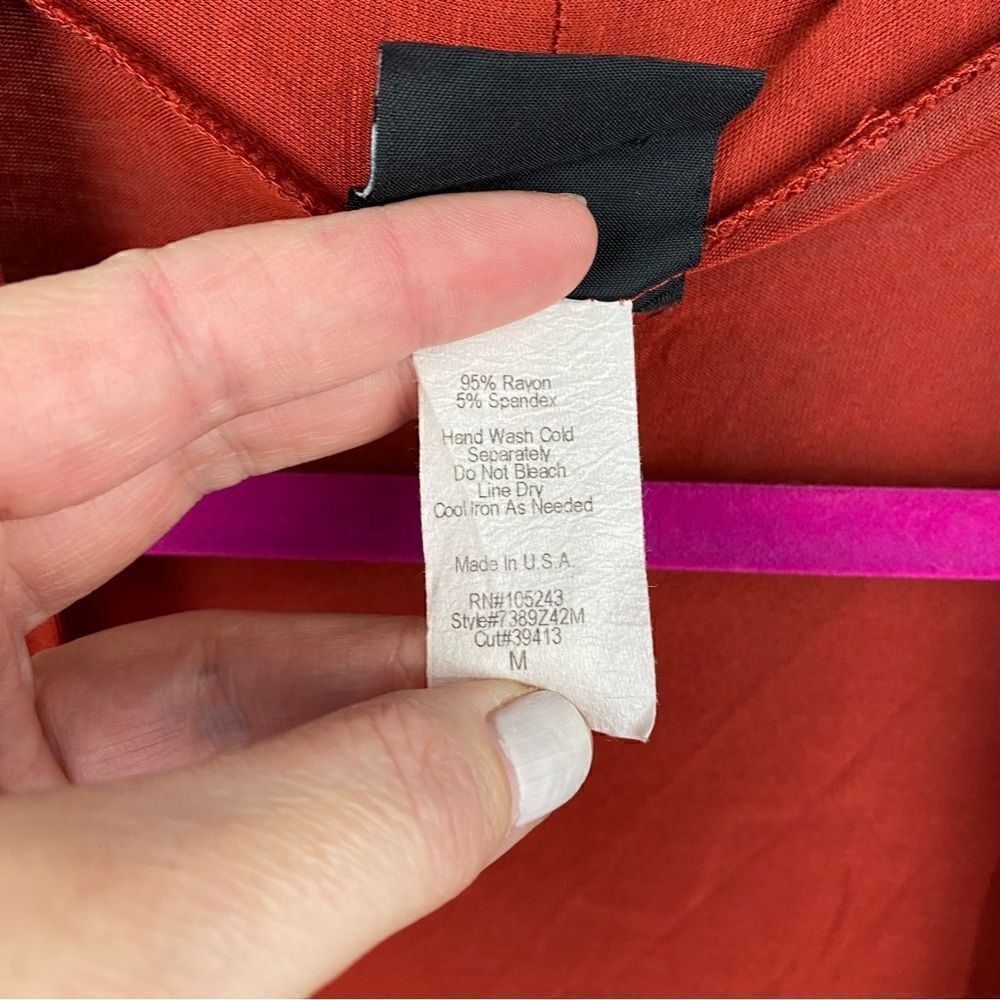 95% Rayon
5% Spandex
Hand Wash Cold
Separately
Do Not Bleach
Line Dry
Cool Iron As Needed
Made In U.S.A.
RN#105243
Style#7389Z42M
Cut#39413
M